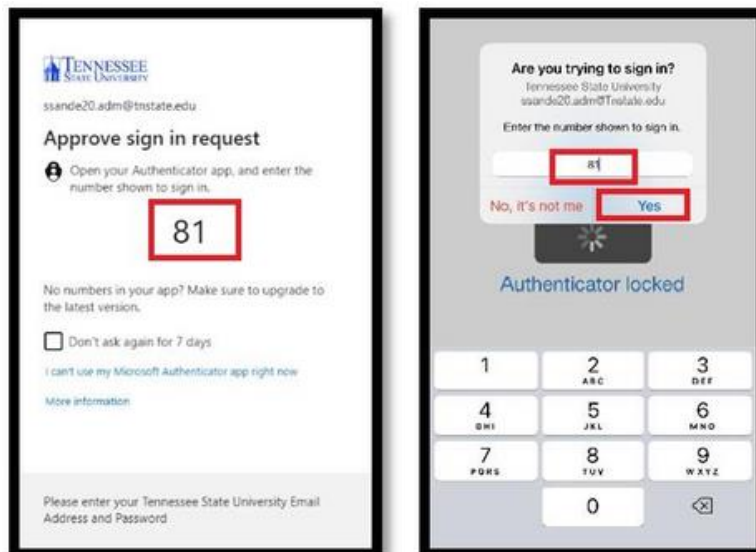 TENNESSEE
STATE UNIVERSITY
ssande20.adm@tnstate.edu
Approve sign in request
Open your Authenticator app, and enter the
number shown to sign in.
81
No numbers in your app? Make sure to upgrade to
the latest version.
Don't ask again for 7 days
I can't use my Microsoft Authenticator app right now
More information
Please enter your Tennessee State University Email
Address and Password
Are you trying to sign in?
Tennessee State University
ssande20.adm@Tnstate.edu
Enter the number shown to sign in.
81
No, it's not me Yes
Authenticator locked
1 2 3
ABC DEF
4 5 6
GHI JKL MNO
7 8 9
PQRS TUV WXYZ
0